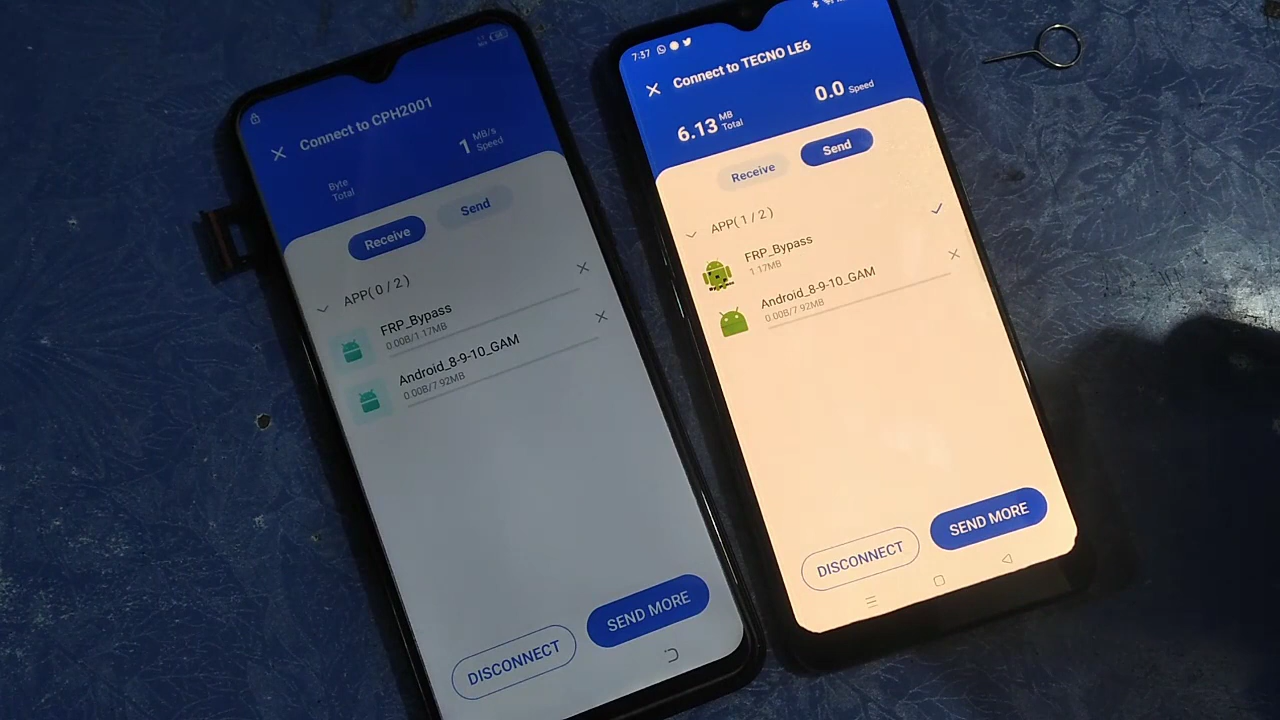 Connect to CPH2001
Byte
Total
1 MB/s
Speed
Receive
Send
APP( 0 / 2 )
FRP_Bypass
0.00B/1.17MB
Android_8-9-10_GAM
0.00B/7.92MB
DISCONNECT
SEND MORE
7:37
Connect to TECNO LE6
6.13 MB
Total
0.0 Speed
Receive
Send
APP( 1 / 2 )
FRP_Bypass
1.17MB
Android_8-9-10_GAM
0.00B/7.92MB
DISCONNECT
SEND MORE